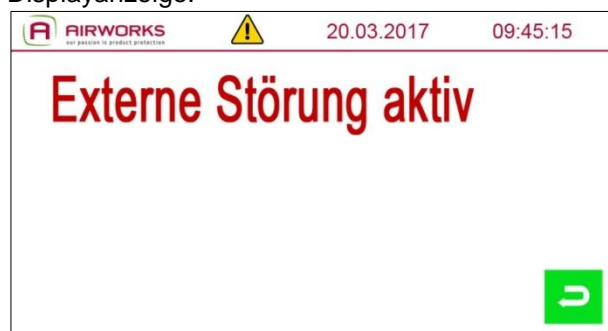 Displayanzeige:
AIRWORKS
our passion is product protection
20.03.2017
09:45:15
Externe Störung aktiv